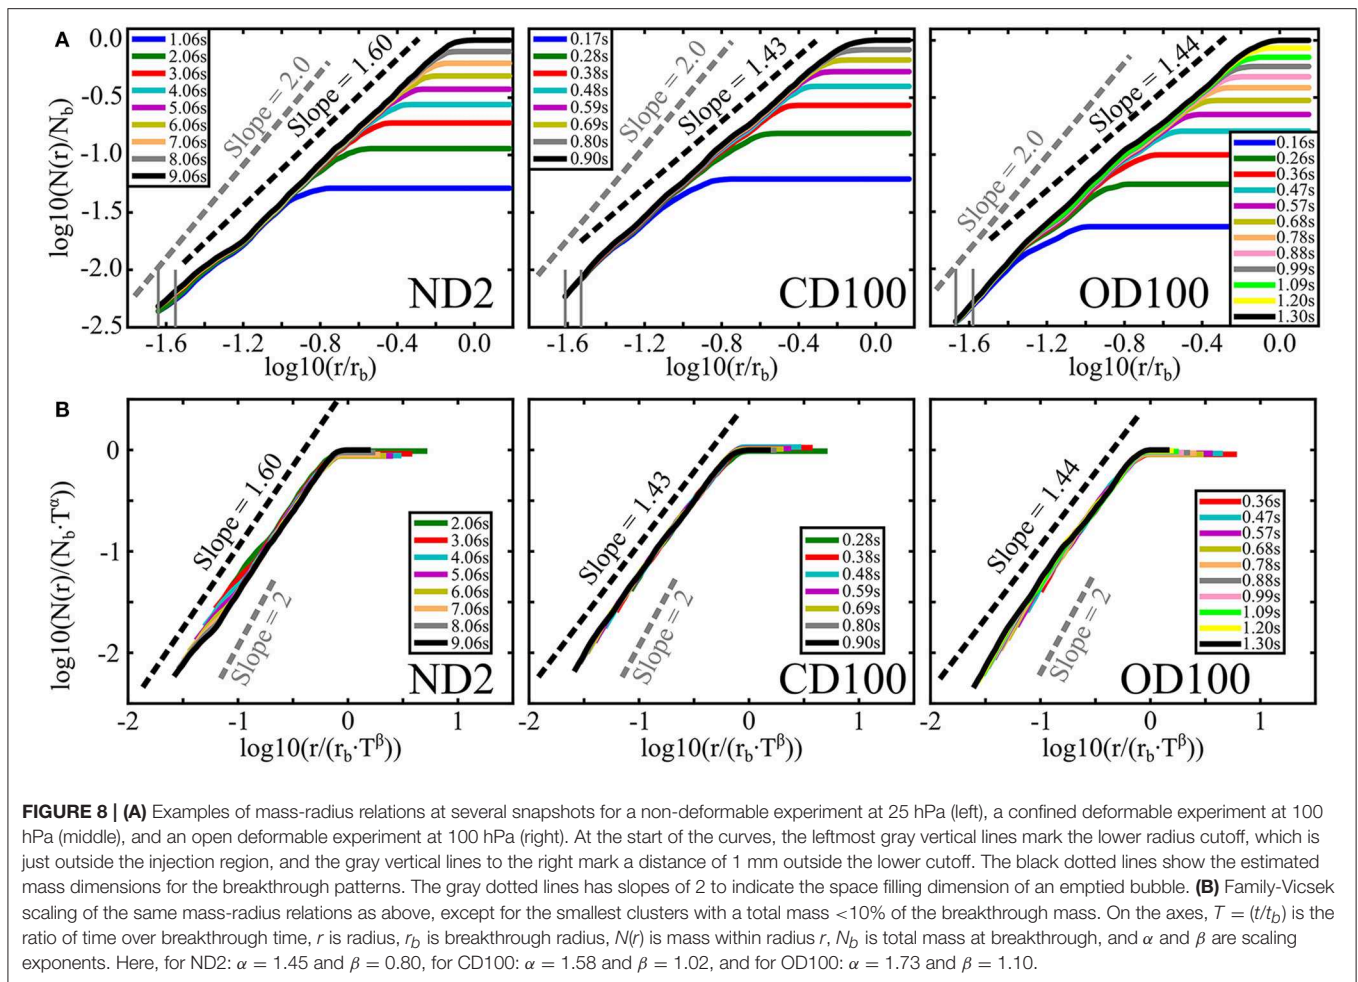 A
0.0
-0.5
-1.0
-1.5
-2.0
-2.5
log10(N(r)/N_b)
1.06s
2.06s
3.06s
4.06s
5.06s
6.06s
7.06s
8.06s
9.06s
Slope = 2.0
Slope = 1.60
ND2
-1.6 -1.2 -0.8 -0.4 0.0
log10(r/r_b)
0.17s
0.28s
0.38s
0.48s
0.59s
0.69s
0.80s
0.90s
Slope = 2.0
Slope = 1.43
CD100
-1.6 -1.2 -0.8 -0.4 0.0
log10(r/r_b)
Slope = 2.0
Slope = 1.44
0.16s
0.26s
0.36s
0.47s
0.57s
0.68s
0.78s
0.88s
0.99s
1.09s
1.20s
1.30s
OD100
-1.6 -1.2 -0.8 -0.4 0.0
log10(r/r_b)
B
0
-1
-2
log10(N(r)/(N_b·T^α))
Slope = 1.60
2.06s
3.06s
4.06s
5.06s
6.06s
7.06s
8.06s
9.06s
Slope = 2
ND2
-2 -1 0 1
log10(r/(r_b·T^β))
Slope = 1.43
0.28s
0.38s
0.48s
0.59s
0.69s
0.80s
0.90s
Slope = 2
CD100
-2 -1 0 1
log10(r/(r_b·T^β))
Slope = 1.44
0.36s
0.47s
0.57s
0.68s
0.78s
0.88s
0.99s
1.09s
1.20s
1.30s
Slope = 2
OD100
-2 -1 0 1
log10(r/(r_b·T^β))
FIGURE 8 | (A) Examples of mass-radius relations at several snapshots for a non-deformable experiment at 25 hPa (left), a confined deformable experiment at 100
hPa (middle), and an open deformable experiment at 100 hPa (right). At the start of the curves, the leftmost gray vertical lines mark the lower radius cutoff, which is
just outside the injection region, and the gray vertical lines to the right mark a distance of 1 mm outside the lower cutoff. The black dotted lines show the estimated
mass dimensions for the breakthrough patterns. The gray dotted lines has slopes of 2 to indicate the space filling dimension of an emptied bubble. (B) Family-Vicsek
scaling of the same mass-radius relations as above, except for the smallest clusters with a total mass <10% of the breakthrough mass. On the axes, T = (t/t_b) is the
ratio of time over breakthrough time, r is radius, r_b is breakthrough radius, N(r) is mass within radius r, N_b is total mass at breakthrough, and α and β are scaling
exponents. Here, for ND2: α = 1.45 and β = 0.80, for CD100: α = 1.58 and β = 1.02, and for OD100: α = 1.73 and β = 1.10.